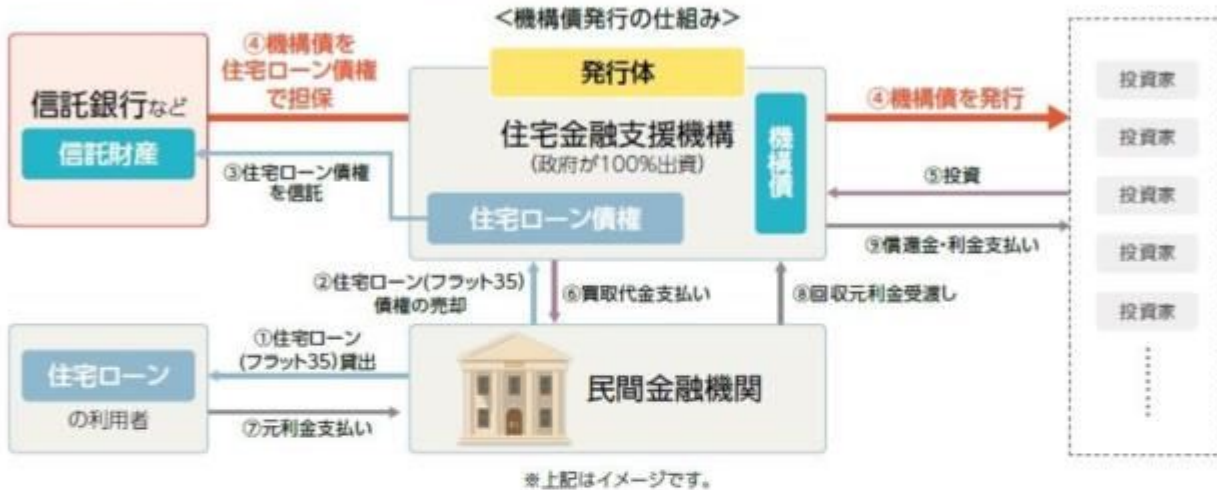 <機構債発行の仕組み>
④機構債を
住宅ローン債権
で担保
信託銀行など
信託財産
③住宅ローン債権
を信託
発行体
住宅金融支援機構
(政府が100%出資)
住宅ローン債権
機構債
④機構債を発行
⑤投資
⑨償還金・利金支払い
投資家
投資家
投資家
投資家
投資家
②住宅ローン(フラット35)
債権の売却
⑥買取代金支払い
⑧回収元利金受渡し
①住宅ローン
(フラット35)貸出
住宅ローン
の利用者
⑦元利金支払い
民間金融機関
※上記はイメージです。